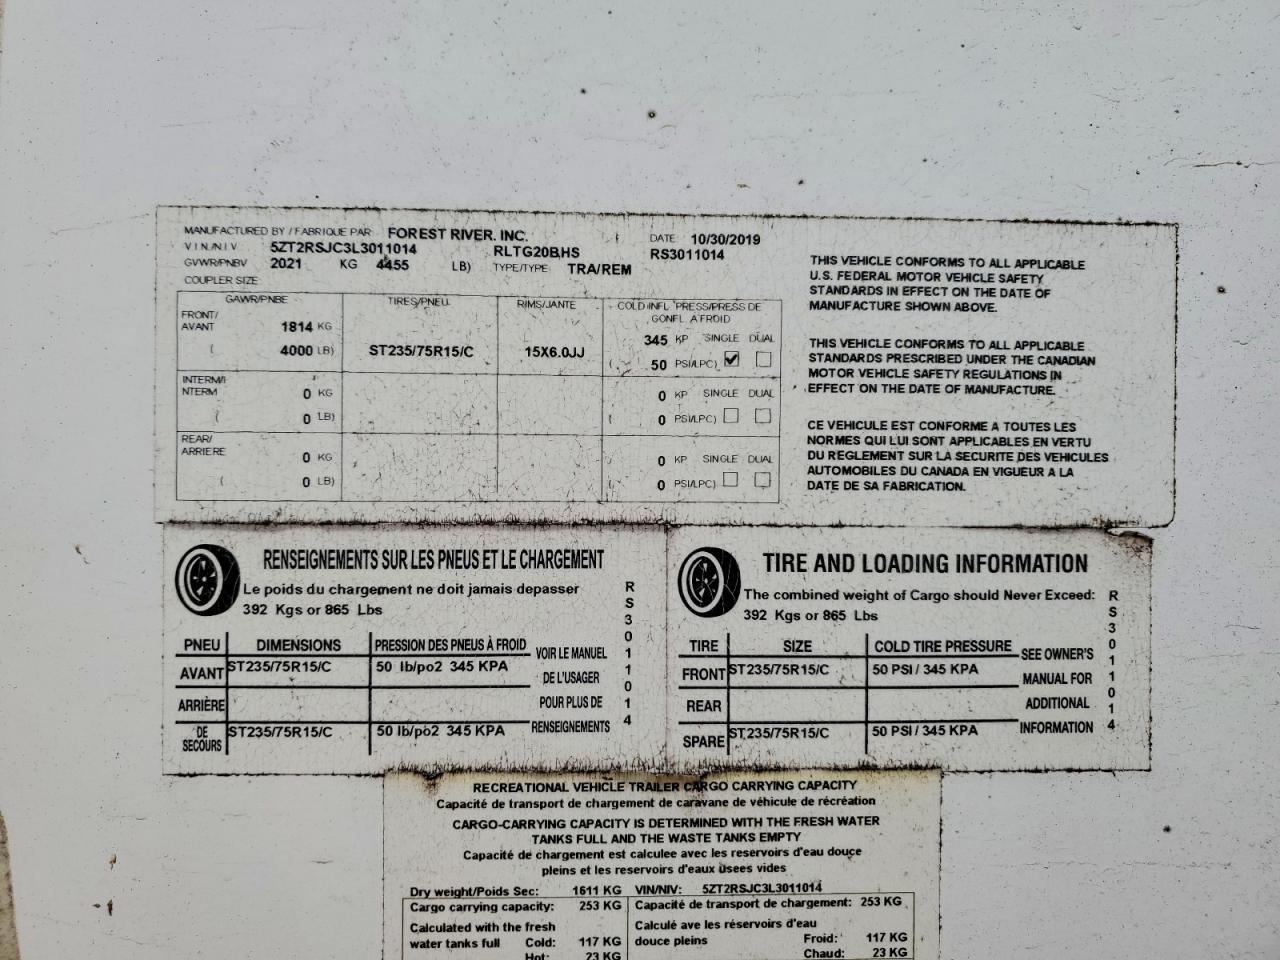 MANUFACTURED BY / FABRIQUE PAR FOREST RIVER, INC. DATE 10/30/2019
V I N / N I V 5ZT2RSJC3L3011014 RLTG20BHS RS3011014
GVWR/PNBV 2021 KG 4455 LB) TYPE/TYPE TRA/REM
COUPLER SIZE
GAWR/PNBE TIRES/PNEU RIMS/JANTE COLD INFL PRESS/PRESS DE
GONFL A FROID
FRONT/
AVANT 1814 KG 345 KP SINGLE DUAL
( 4000 LB) ST235/75R15/C 15X6.0JJ ( 50 PSI/LPC)
INTERM/I
NTERM 0 KG 0 KP SINGLE DUAL
( 0 LB) ( 0 PSI/LPC)
REAR/
ARRIERE 0 KG 0 KP SINGLE DUAL
( 0 LB) ( 0 PSI/LPC)
THIS VEHICLE CONFORMS TO ALL APPLICABLE
U.S. FEDERAL MOTOR VEHICLE SAFETY
STANDARDS IN EFFECT ON THE DATE OF
MANUFACTURE SHOWN ABOVE.
THIS VEHICLE CONFORMS TO ALL APPLICABLE
STANDARDS PRESCRIBED UNDER THE CANADIAN
MOTOR VEHICLE SAFETY REGULATIONS IN
EFFECT ON THE DATE OF MANUFACTURE.
CE VEHICULE EST CONFORME A TOUTES LES
NORMES QUI LUI SONT APPLICABLES EN VERTU
DU REGLEMENT SUR LA SECURITE DES VEHICULES
AUTOMOBILES DU CANADA EN VIGUEUR A LA
DATE DE SA FABRICATION.
RENSEIGNEMENTS SUR LES PNEUS ET LE CHARGEMENT
Le poids du chargement ne doit jamais depasser
392 Kgs or 865 Lbs
PNEU DIMENSIONS PRESSION DES PNEUS À FROID
AVANT ST235/75R15/C 50 lb/po2 345 KPA
ARRIÈRE
DE SECOURS ST235/75R15/C 50 lb/po2 345 KPA
VOIR LE MANUEL
DE L'USAGER
POUR PLUS DE
RENSEIGNEMENTS
RS3011014
TIRE AND LOADING INFORMATION
The combined weight of Cargo should Never Exceed:
392 Kgs or 865 Lbs
TIRE SIZE COLD TIRE PRESSURE
FRONT ST235/75R15/C 50 PSI / 345 KPA
REAR
SPARE ST235/75R15/C 50 PSI / 345 KPA
SEE OWNER'S
MANUAL FOR
ADDITIONAL
INFORMATION
RS3011014
RECREATIONAL VEHICLE TRAILER CARGO CARRYING CAPACITY
Capacité de transport de chargement de caravane de véhicule de récréation
CARGO-CARRYING CAPACITY IS DETERMINED WITH THE FRESH WATER
TANKS FULL AND THE WASTE TANKS EMPTY
Capacité de chargement est calculee avec les reservoirs d'eau douce
pleins et les reservoirs d'eaux usees vides
Dry weight/Poids Sec: 1611 KG VIN/NIV: 5ZT2RSJC3L3011014
Cargo carrying capacity: 253 KG Capacité de transport de chargement: 253 KG
Calculated with the fresh Calculé ave les réservoirs d'eau
water tanks full Cold: 117 KG douce pleins Froid: 117 KG
Hot: 23 KG Chaud: 23 KG